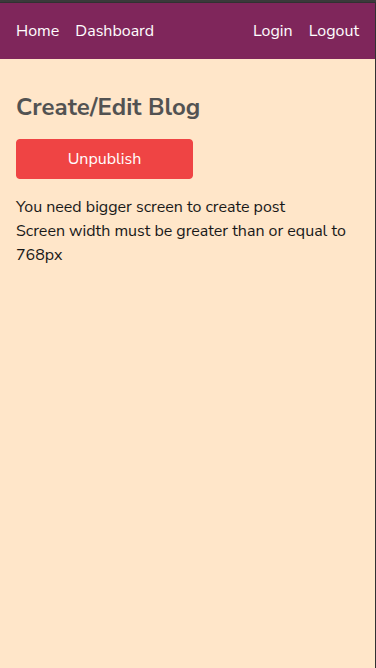 Home Dashboard Login Logout
Create/Edit Blog
Unpublish
You need bigger screen to create post
Screen width must be greater than or equal to
768px